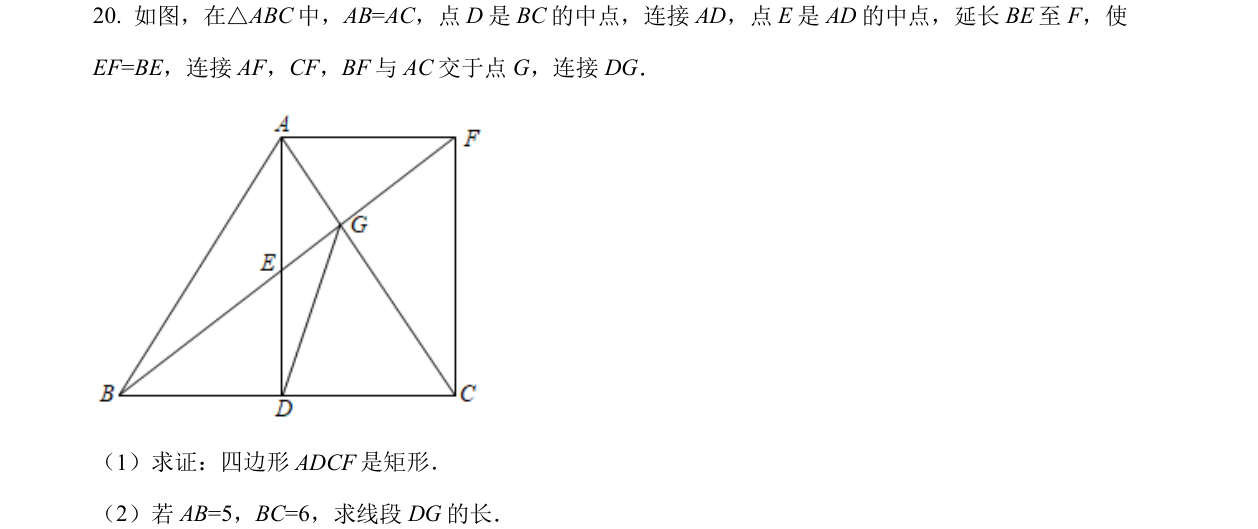 20. 如图，在△ABC中，AB=AC，点D是BC的中点，连接AD，点E是AD的中点，延长BE至F，使
EF=BE，连接AF，CF，BF与AC交于点G，连接DG．
A
F
G
E
B
D
C
（1）求证：四边形ADCF是矩形．
（2）若AB=5，BC=6，求线段DG的长．